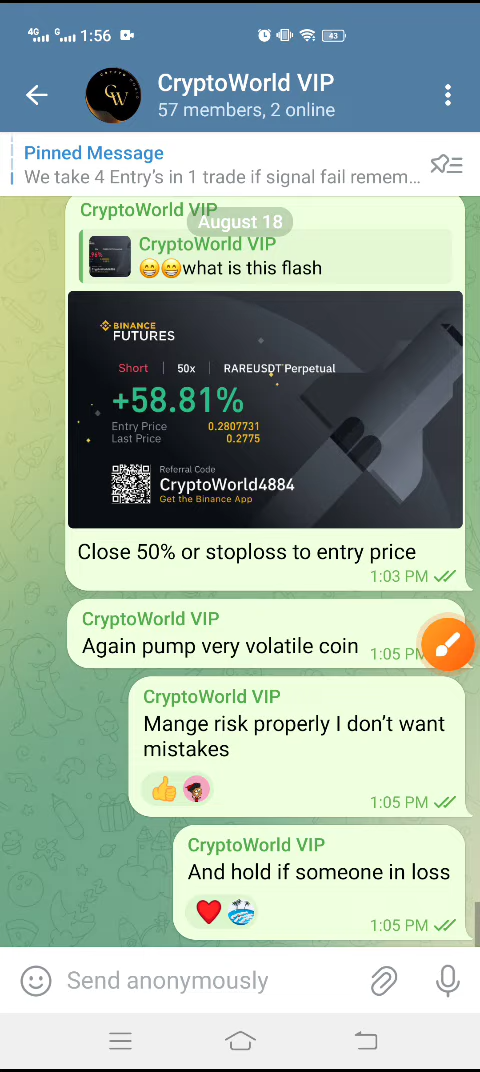 4G G 1:56 43
CryptoWorld VIP
57 members, 2 online
Pinned Message
We take 4 Entry's in 1 trade if signal fail remem...
CryptoWorld VIP
August 18
CryptoWorld VIP
😁😁what is this flash
BINANCE
FUTURES
Short | 50x | RAREUSDT Perpetual
+58.81%
Entry Price 0.2807731
Last Price 0.2775
Referral Code
CryptoWorld4884
Get the Binance App
Close 50% or stoploss to entry price
1:03 PM
CryptoWorld VIP
Again pump very volatile coin 1:05 PM
CryptoWorld VIP
Mange risk properly I don't want
mistakes
1:05 PM
CryptoWorld VIP
And hold if someone in loss
1:05 PM
Send anonymously